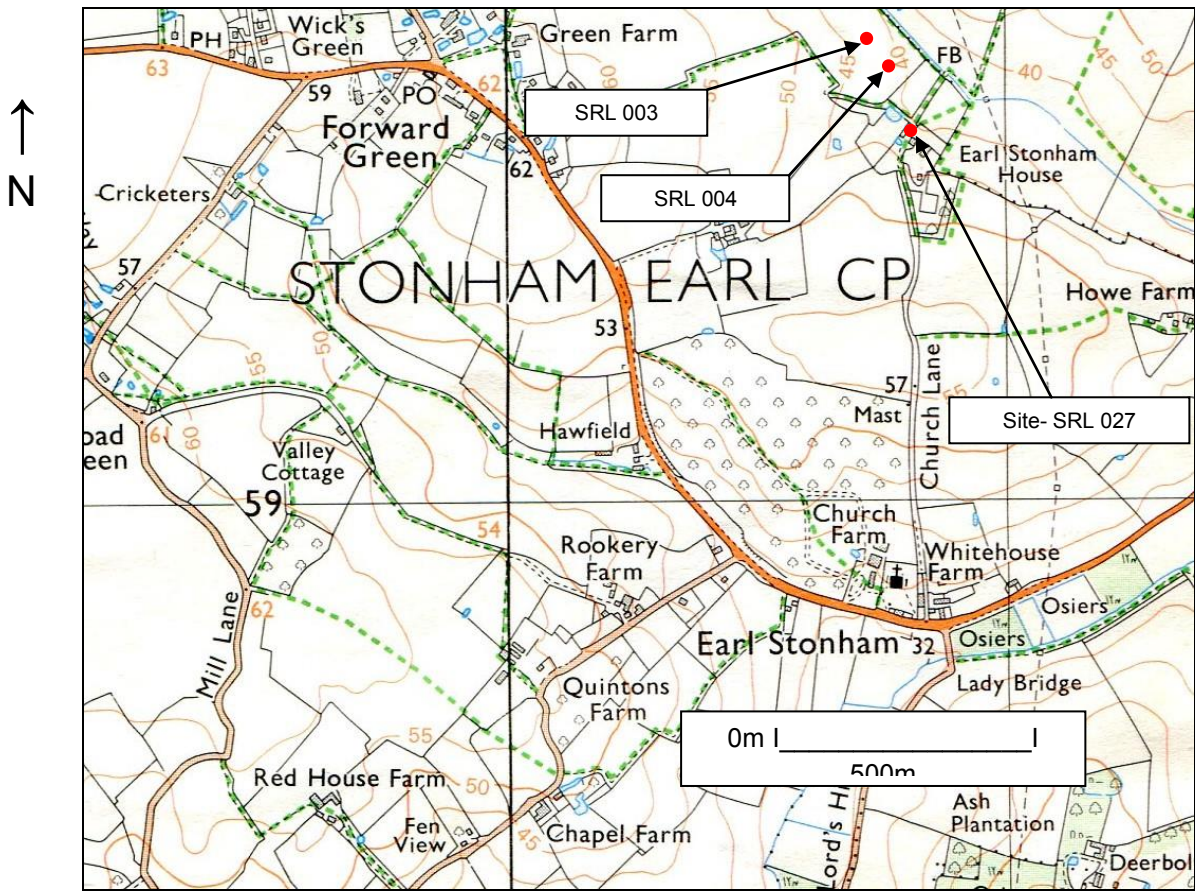 N
PH
Wick's
Green
Green Farm
FB
63
62
45
40
40
45
50
59
PO
60
50
SRL 003
Forward
Green
62
SRL 004
Earl Stonham
House
Cricketers
57
STONHAM EARL CP
Howe Farm
53
55
50
57
55
Mast
Church Lane
Site- SRL 027
61
60
Hawfield
Valley
Cottage
59
54
Church
Farm
Rookery
Farm
Whitehouse
Farm
Osiers
62
Mill Lane
Earl Stonham
32
Osiers
Lady Bridge
Quintons
Farm
0m I_________________I
500m
55
50
Red House Farm
Ash
Plantation
Fen
View
45
Chapel Farm
Deerbol